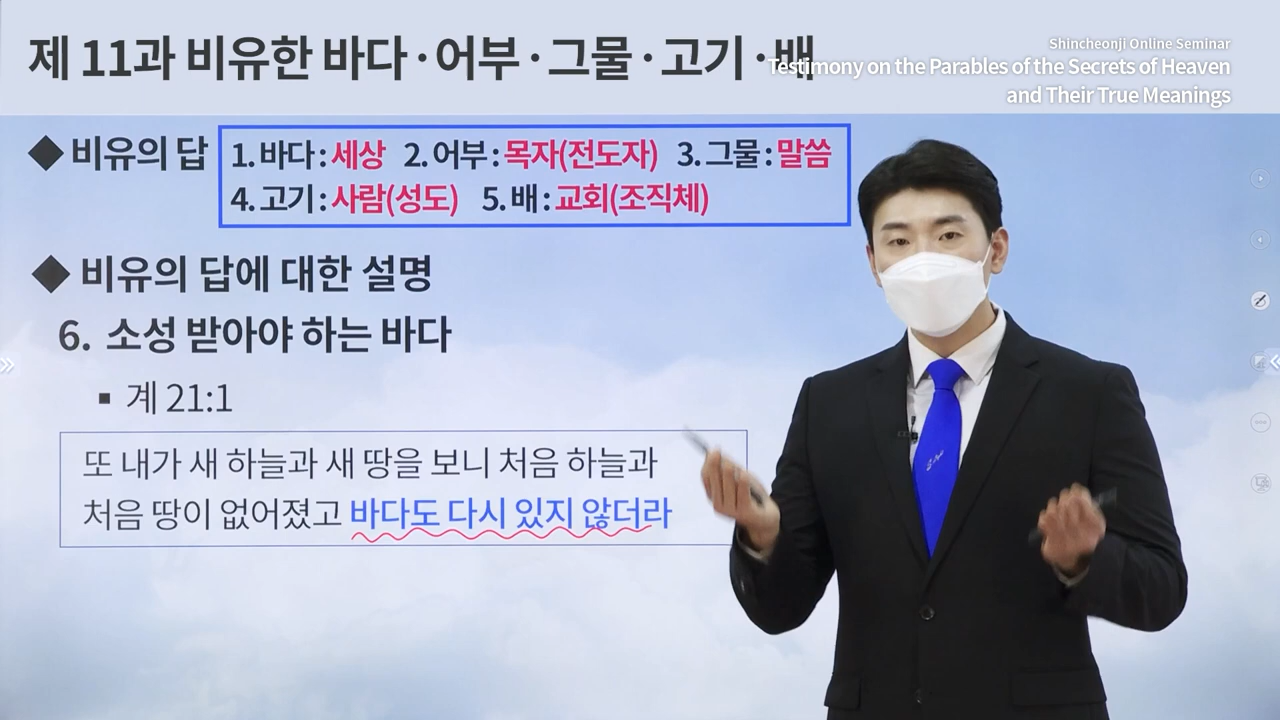 제 11과 비유한 바다·어부·그물·고기·배
Shincheonji Online Seminar
Testimony on the Parables of the Secrets of Heaven
and Their True Meanings
◆ 비유의 답
1. 바다 : 세상 2. 어부 : 목자(전도자) 3. 그물 : 말씀
4. 고기 : 사람(성도) 5. 배 : 교회(조직체)
◆ 비유의 답에 대한 설명
6. 소성 받아야 하는 바다
▪ 계 21:1
또 내가 새 하늘과 새 땅을 보니 처음 하늘과
처음 땅이 없어졌고 바다도 다시 있지 않더라